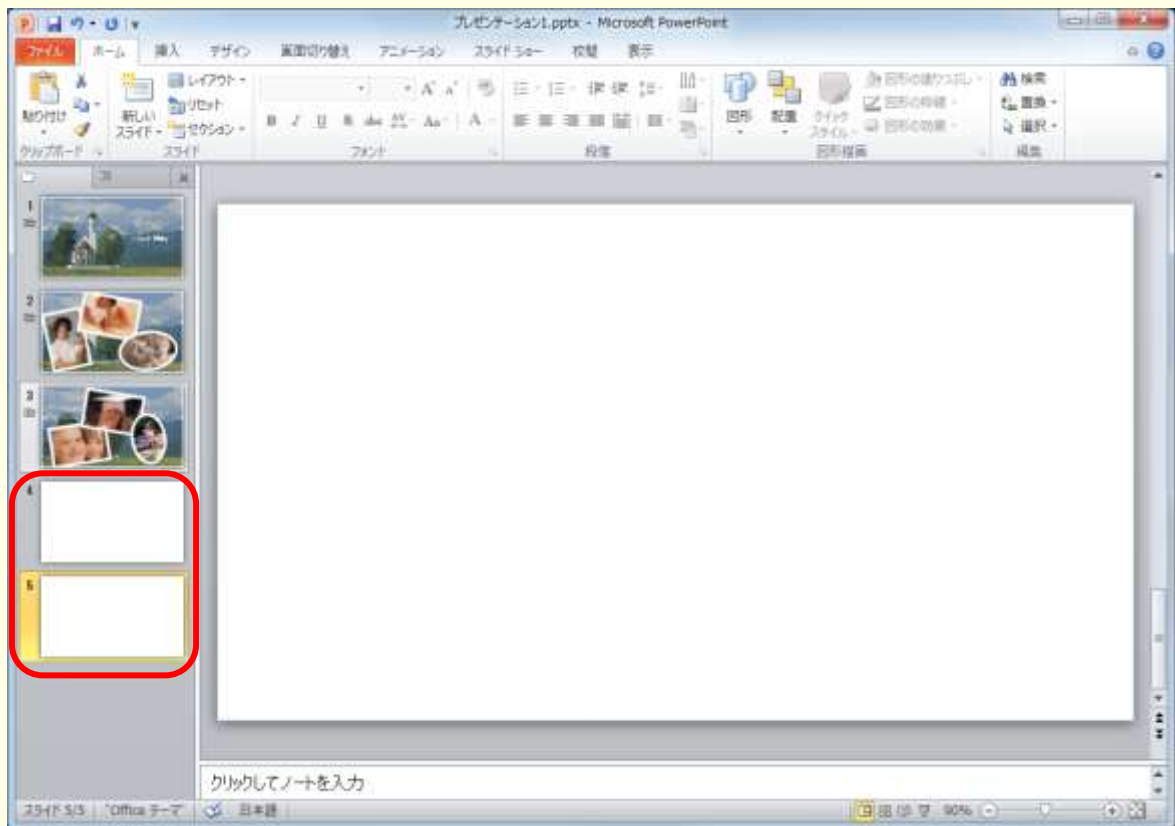 プレゼンテーション1.pptx - Microsoft PowerPoint
ファイル ホーム 挿入 デザイン 画面切り替え アニメーション スライド ショー 校閲 表示
貼り付け
新しい
スライド
レイアウト
リセット
セクション
B I U S abc AV Aa A
図形
配置
クイック
スタイル
図形の塗りつぶし
図形の枠線
図形の効果
検索
置換
選択
クリップボード スライド フォント 段落 図形描画 編集
1
2
3
4
5
クリックしてノートを入力
スライド 5/5 "Office テーマ" 日本語 90%